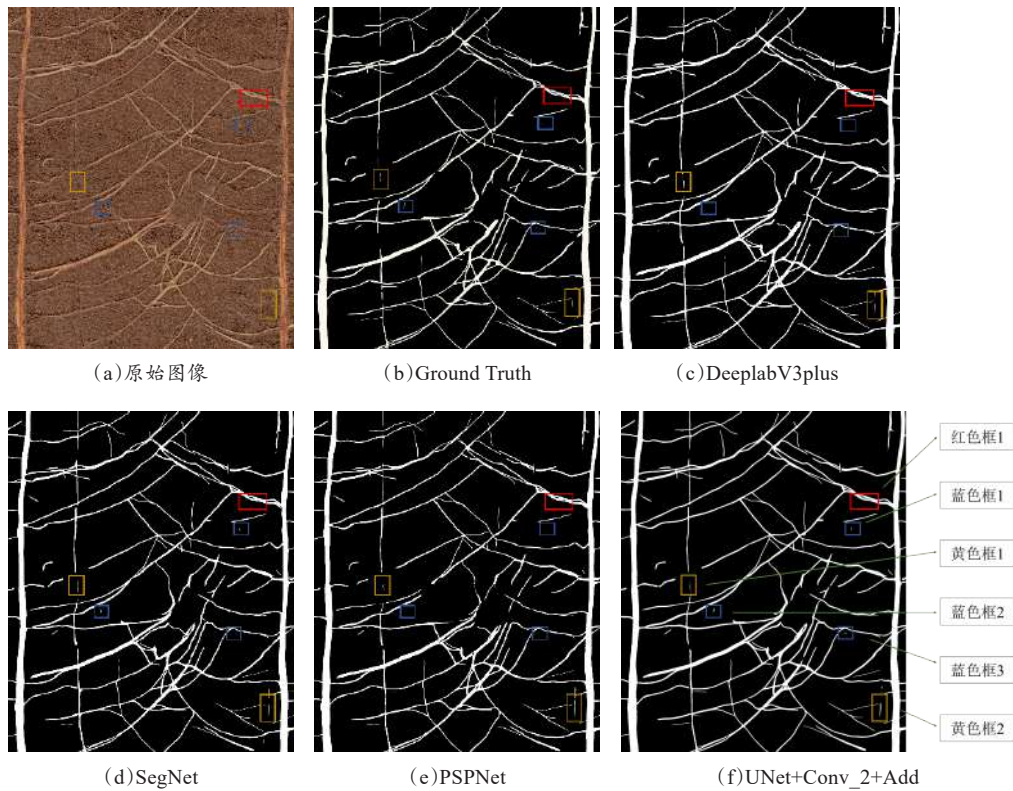 (a)原始图像
(b)Ground Truth
(c)DeeplabV3plus
红色框1
蓝色框1
黄色框1
蓝色框2
蓝色框3
黄色框2
(d)SegNet
(e)PSPNet
(f)UNet+Conv_2+Add